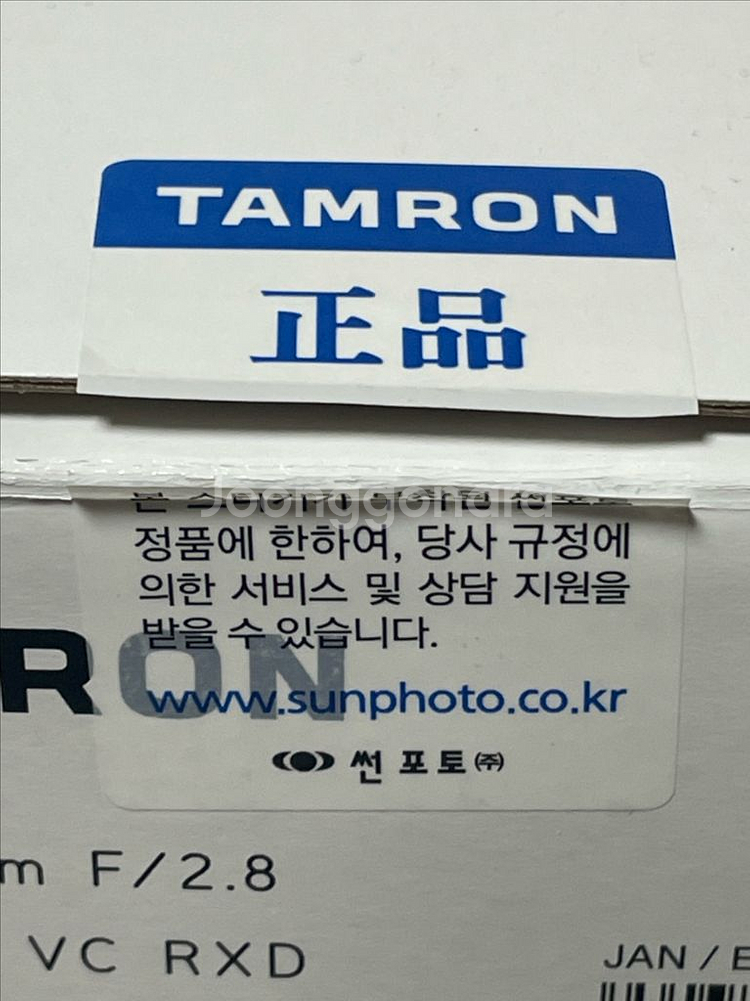 TAMRON
正品
Joonggonara
정품에 한하여, 당사 규정에
의한 서비스 및 상담 지원을
받을 수 있습니다.
RON
www.sunphoto.co.kr
썬포토㈜
m F/2.8
VC RXD
JAN / E